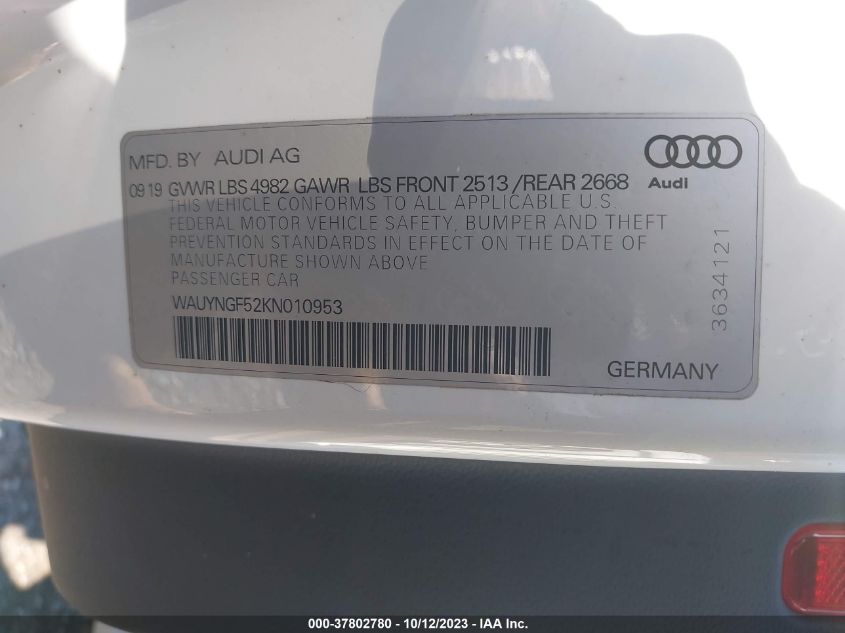 MFD. BY AUDI AG
Audi
09 19 GVWR LBS 4982 GAWR LBS FRONT 2513 /REAR 2668
THIS VEHICLE CONFORMS TO ALL APPLICABLE U.S.
FEDERAL MOTOR VEHICLE SAFETY, BUMPER AND THEFT
PREVENTION STANDARDS IN EFFECT ON THE DATE OF
MANUFACTURE SHOWN ABOVE
PASSENGER CAR
WAUYNGF52KN010953
3634121
GERMANY
000-37802780 - 10/12/2023 - IAA Inc.